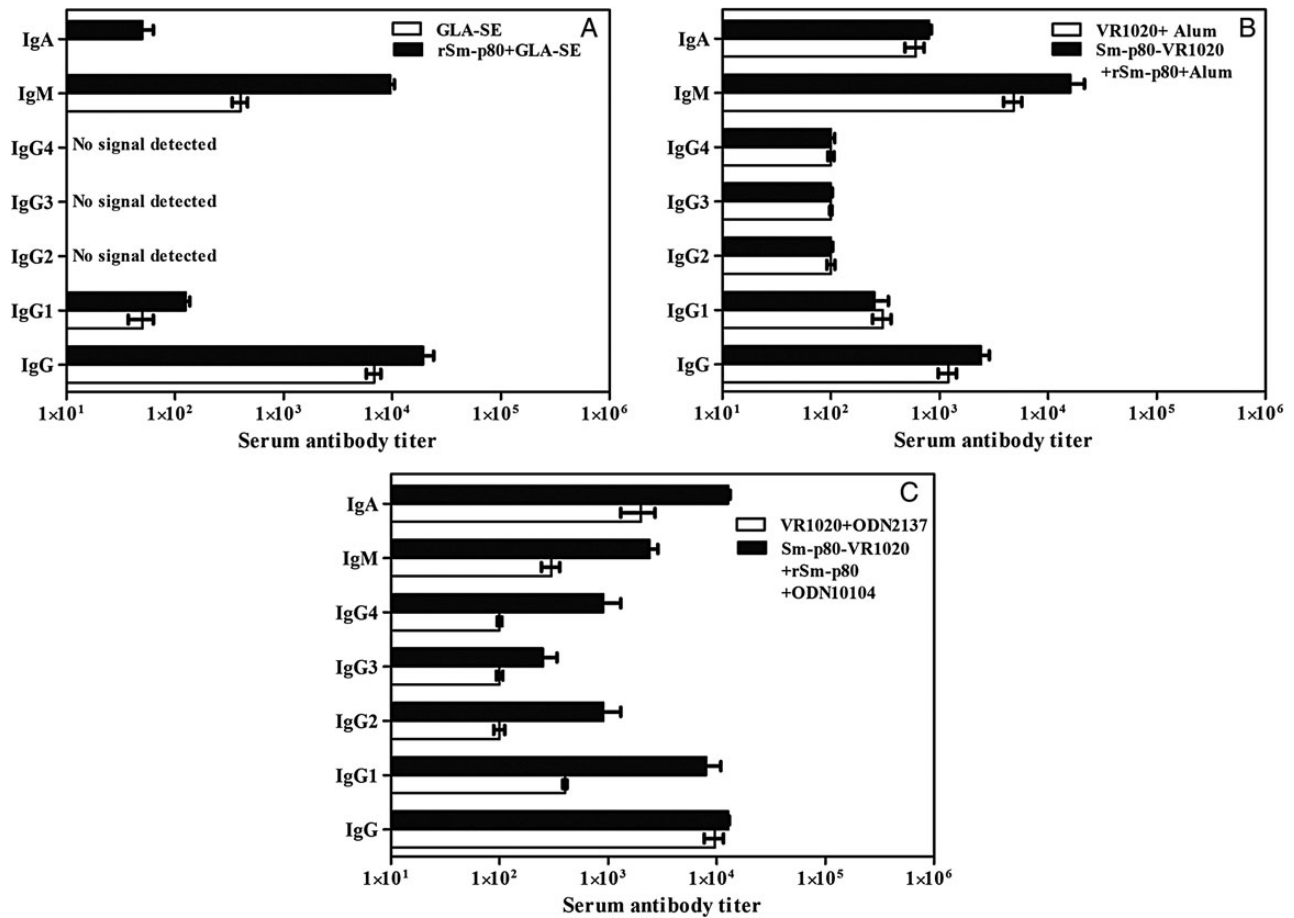 A
GLA-SE
rSm-p80+GLA-SE
IgA
IgM
IgG4 No signal detected
IgG3 No signal detected
IgG2 No signal detected
IgG1
IgG
1×10¹ 1×10² 1×10³ 1×10⁴ 1×10⁵ 1×10⁶
Serum antibody titer
B
VR1020+ Alum
Sm-p80-VR1020
+rSm-p80+Alum
IgA
IgM
IgG4
IgG3
IgG2
IgG1
IgG
1×10¹ 1×10² 1×10³ 1×10⁴ 1×10⁵ 1×10⁶
Serum antibody titer
C
VR1020+ODN2137
Sm-p80-VR1020
+rSm-p80
+ODN10104
IgA
IgM
IgG4
IgG3
IgG2
IgG1
IgG
1×10¹ 1×10² 1×10³ 1×10⁴ 1×10⁵ 1×10⁶
Serum antibody titer